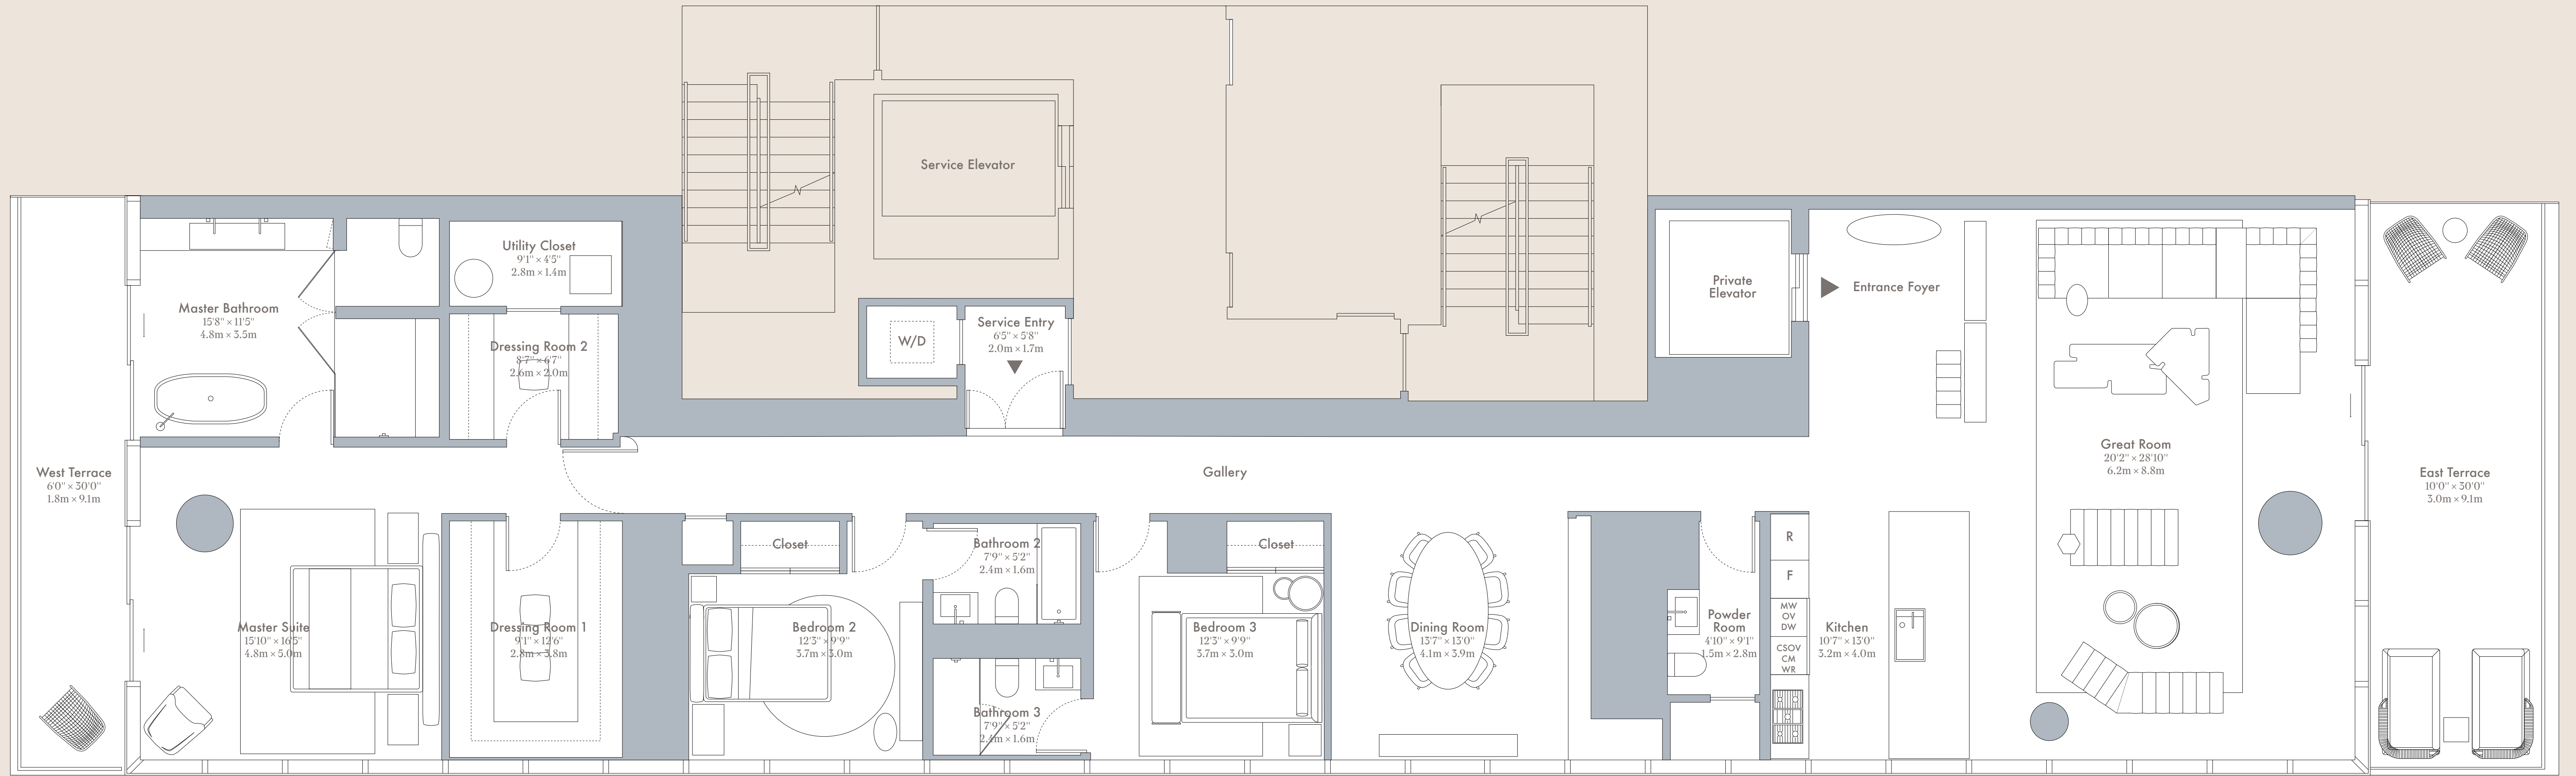 Service Elevator
Utility Closet
9'1" × 4'5"
2.8m × 1.4m
Private
Elevator
Entrance Foyer
Master Bathroom
15'8" × 11'5"
4.8m × 3.5m
Dressing Room 2
8'7" × 6'7"
2.6m × 2.0m
W/D
Service Entry
6'5" × 5'8"
2.0m × 1.7m
West Terrace
6'0" × 30'0"
1.8m × 9.1m
Gallery
Great Room
20'2" × 28'10"
6.2m × 8.8m
East Terrace
10'0" × 30'0"
3.0m × 9.1m
Closet
Bathroom 2
7'9" × 5'2"
2.4m × 1.6m
Closet
R
F
MW
OV
DW
CSOV
CM
WR
Master Suite
15'10" × 16'5"
4.8m × 5.0m
Dressing Room 1
9'1" × 12'6"
2.8m × 3.8m
Bedroom 2
12'3" × 9'9"
3.7m × 3.0m
Bathroom 3
7'9" × 5'2"
2.4m × 1.6m
Bedroom 3
12'3" × 9'9"
3.7m × 3.0m
Dining Room
13'7" × 13'0"
4.1m × 3.9m
Powder
Room
4'10" × 9'1"
1.5m × 2.8m
Kitchen
10'7" × 13'0"
3.2m × 4.0m